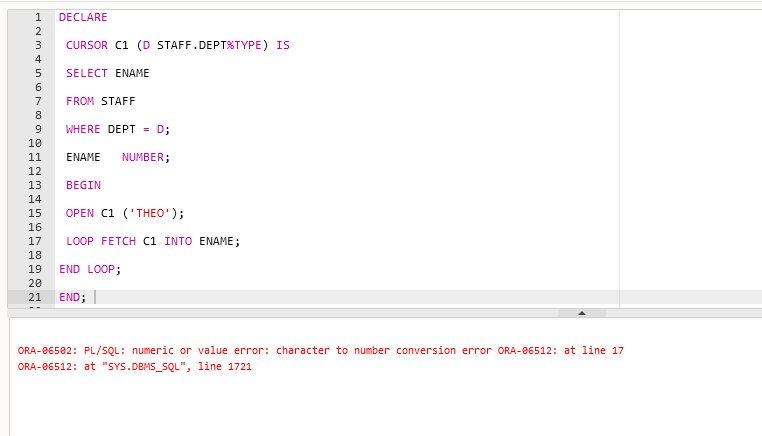 1 DECLARE
2
3 CURSOR C1 (D STAFF.DEPT%TYPE) IS
4
5 SELECT ENAME
6
7 FROM STAFF
8
9 WHERE DEPT = D;
10
11 ENAME   NUMBER;
12
13 BEGIN
14
15 OPEN C1 ('THEO');
16
17 LOOP FETCH C1 INTO ENAME;
18
19 END LOOP;
20
21 END;
ORA-06502: PL/SQL: numeric or value error: character to number conversion error ORA-06512: at line 17
ORA-06512: at "SYS.DBMS_SQL", line 1721